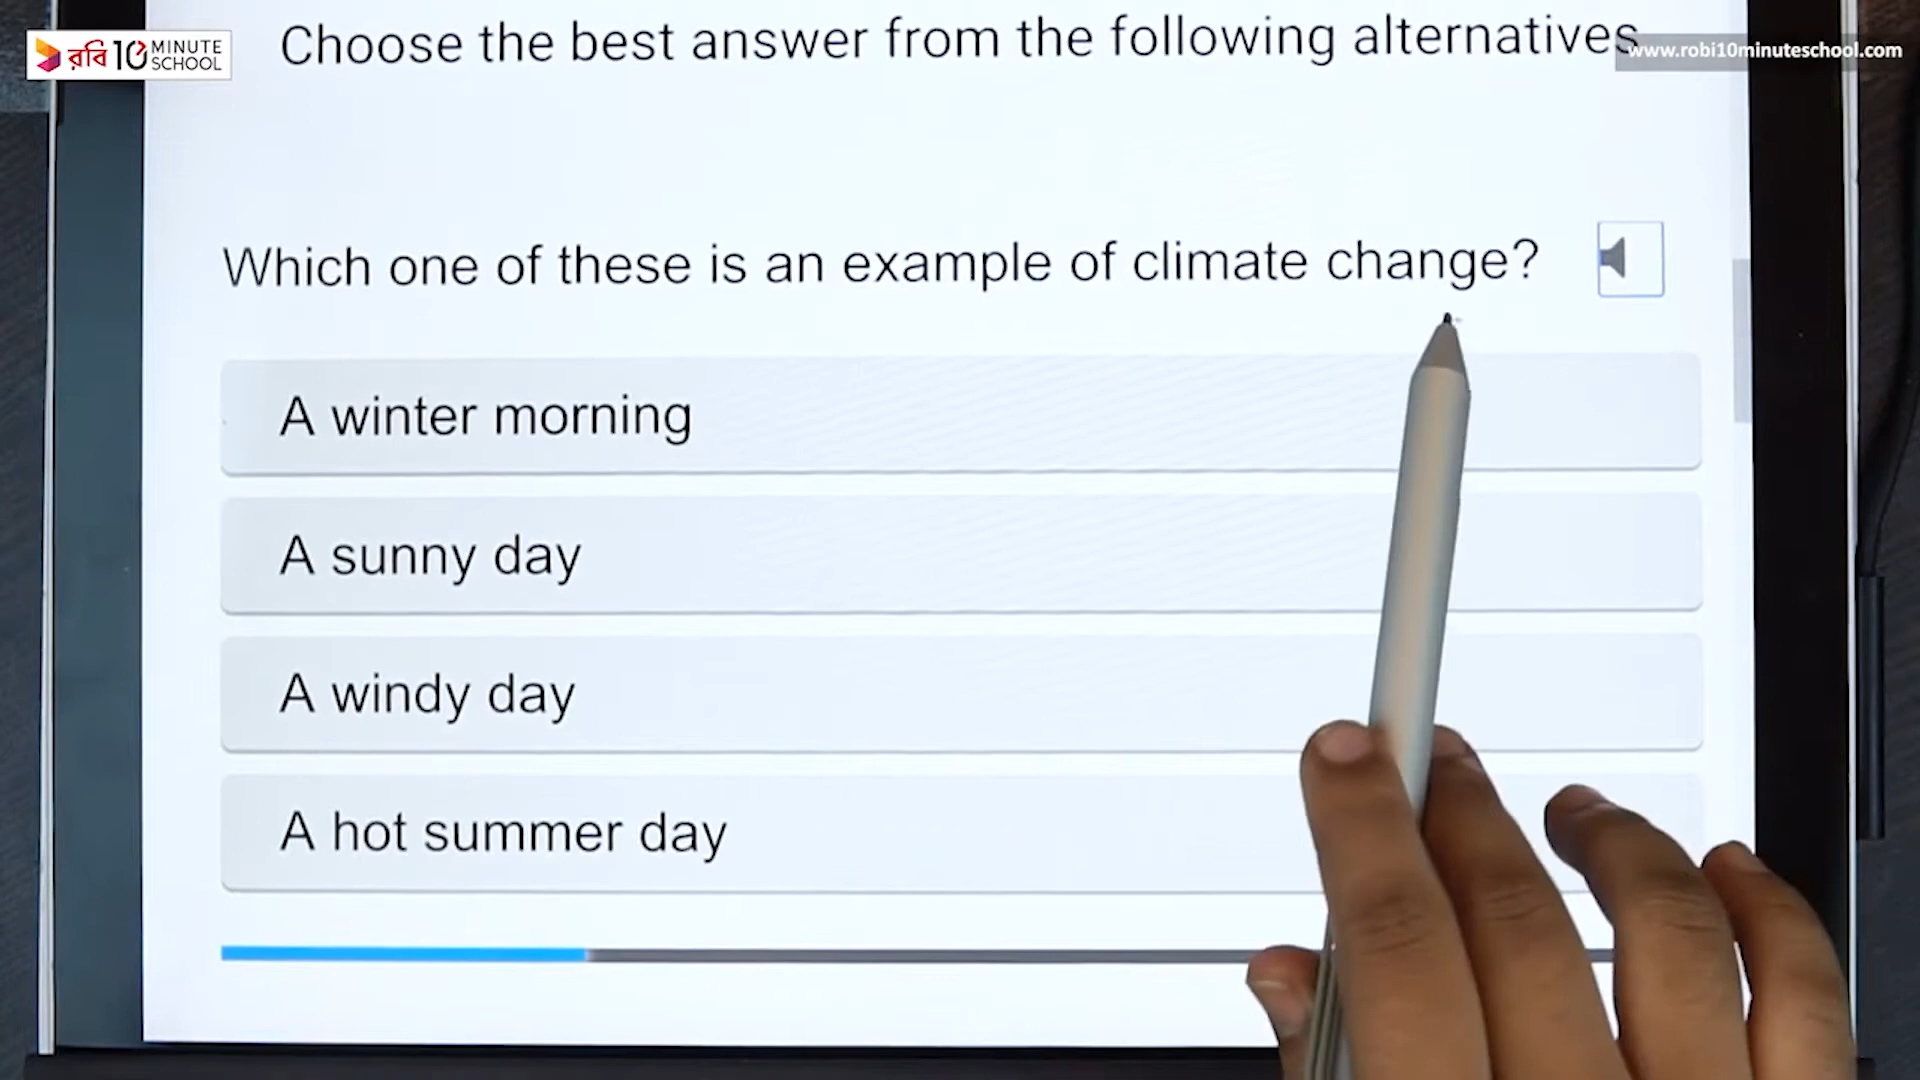 রবি 10 MINUTE SCHOOL
Choose the best answer from the following alternatives
www.robi10minuteschool.com
Which one of these is an example of climate change?
A winter morning
A sunny day
A windy day
A hot summer day